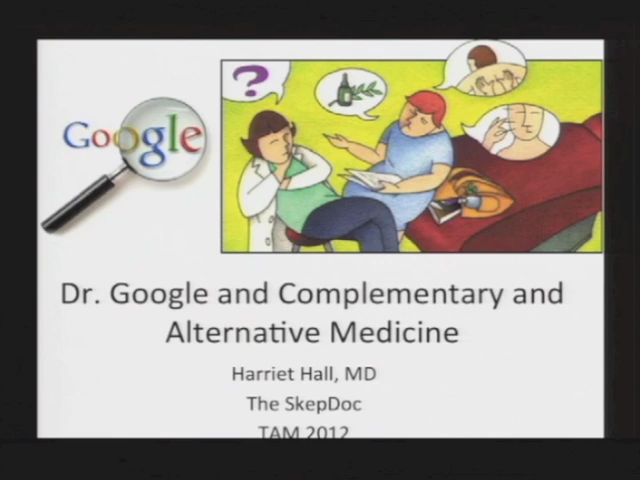 Google
?
Dr. Google and Complementary and
Alternative Medicine
Harriet Hall, MD
The SkepDoc
TAM 2012